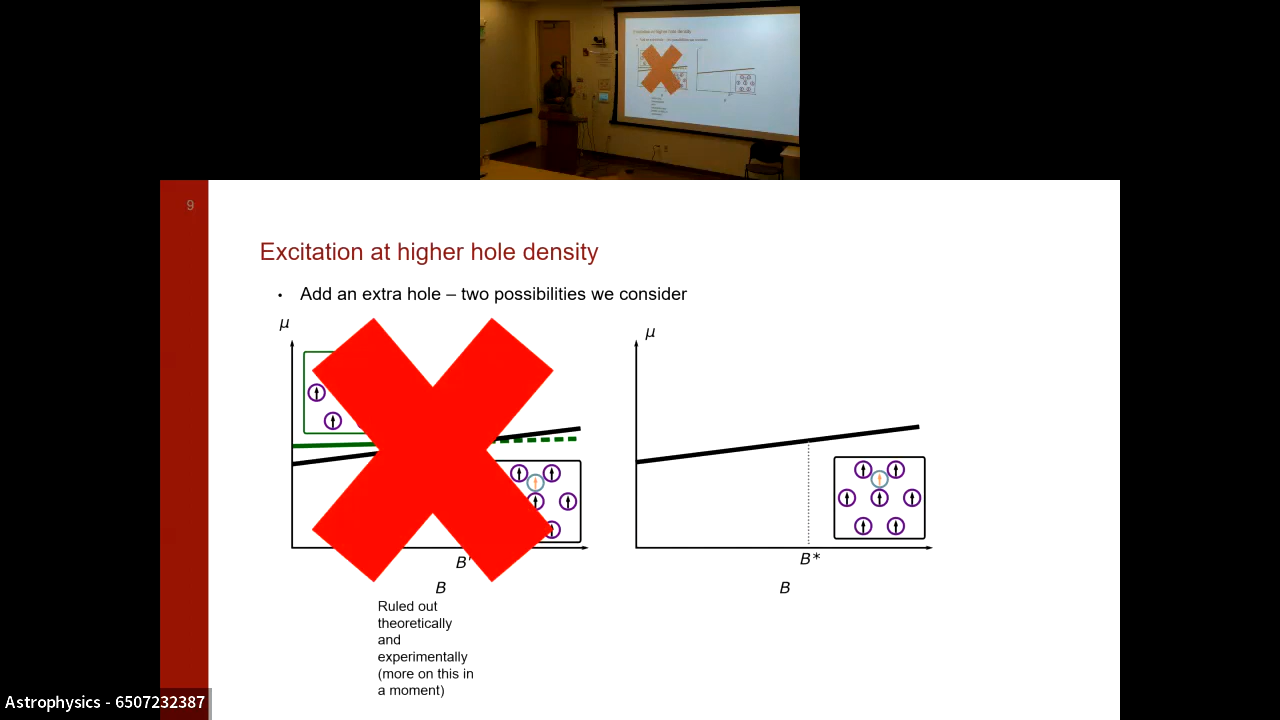 9
Excitation at higher hole density
• Add an extra hole – two possibilities we consider
μ
μ
B*
B
B
Ruled out
theoretically
and
experimentally
(more on this in
a moment)
Astrophysics - 6507232387